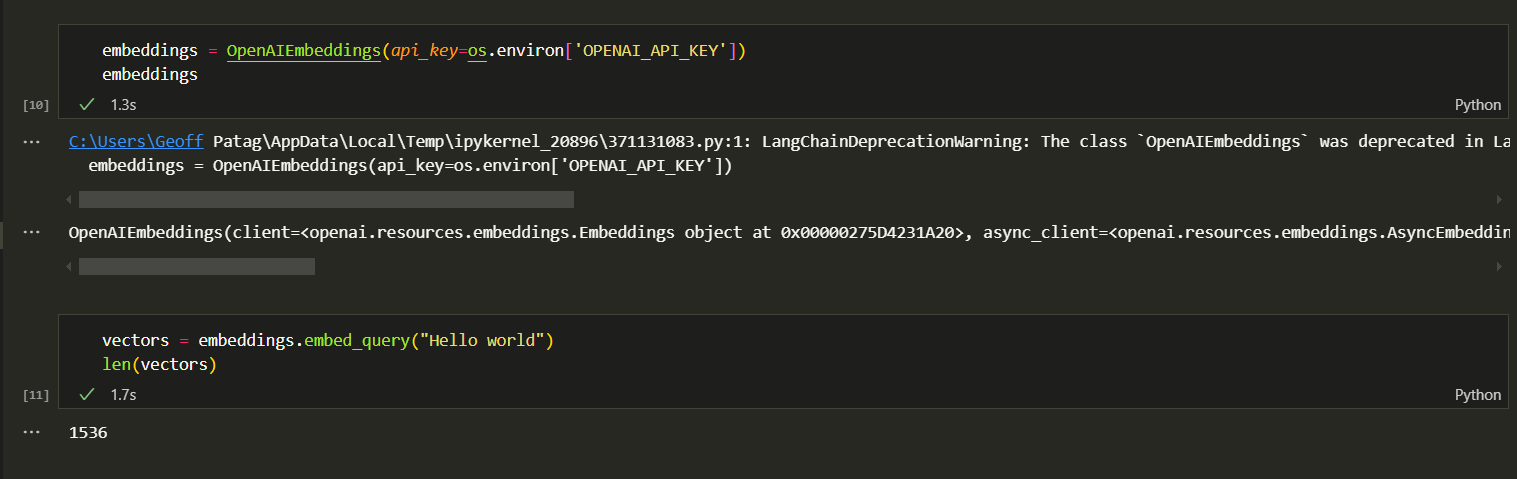 embeddings = OpenAIEmbeddings(api_key=os.environ['OPENAI_API_KEY'])
embeddings
[10]
1.3s
Python
C:\Users\Geoff Patag\AppData\Local\Temp\ipykernel_20896\371131083.py:1: LangChainDeprecationWarning: The class `OpenAIEmbeddings` was deprecated in La
embeddings = OpenAIEmbeddings(api_key=os.environ['OPENAI_API_KEY'])
OpenAIEmbeddings(client=<openai.resources.embeddings.Embeddings object at 0x00000275D4231A20>, async_client=<openai.resources.embeddings.AsyncEmbeddin
vectors = embeddings.embed_query("Hello world")
len(vectors)
[11]
1.7s
Python
1536